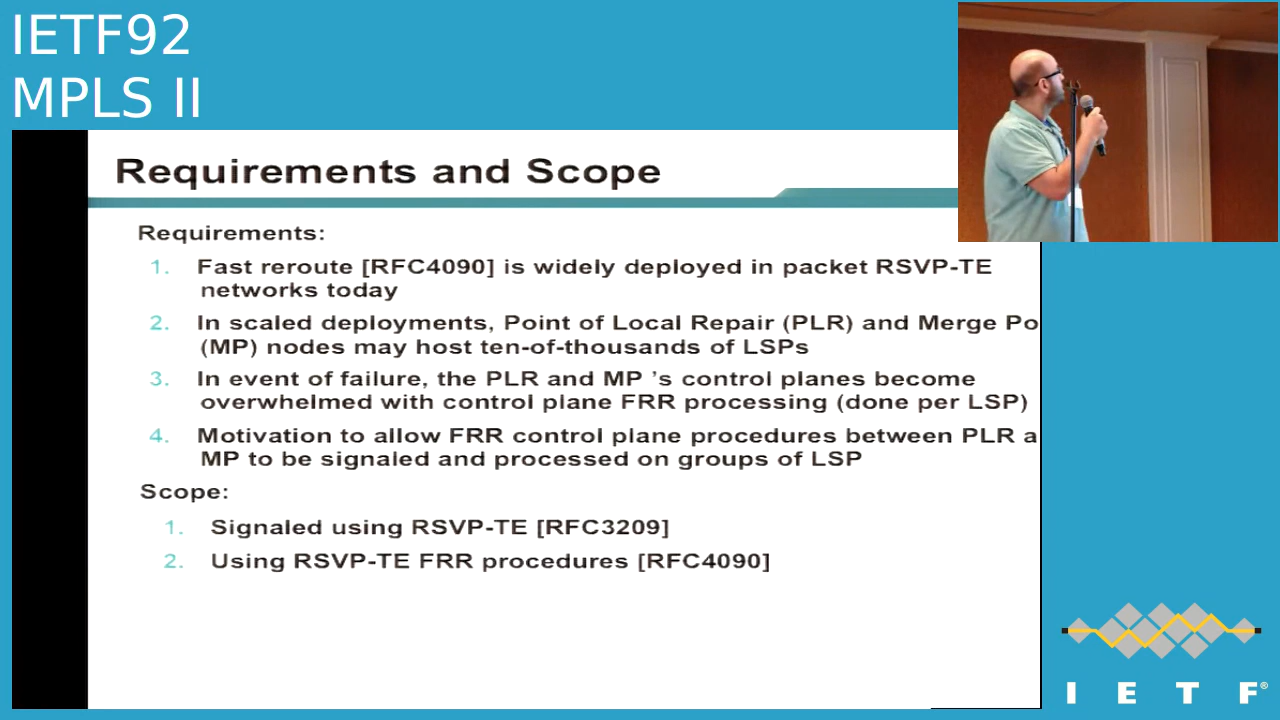 IETF92
MPLS II
Requirements and Scope
Requirements:
1. Fast reroute [RFC4090] is widely deployed in packet RSVP-TE
networks today
2. In scaled deployments, Point of Local Repair (PLR) and Merge Po
(MP) nodes may host ten-of-thousands of LSPs
3. In event of failure, the PLR and MP ’s control planes become
overwhelmed with control plane FRR processing (done per LSP)
4. Motivation to allow FRR control plane procedures between PLR a
MP to be signaled and processed on groups of LSP
Scope:
1. Signaled using RSVP-TE [RFC3209]
2. Using RSVP-TE FRR procedures [RFC4090]
I E T F®